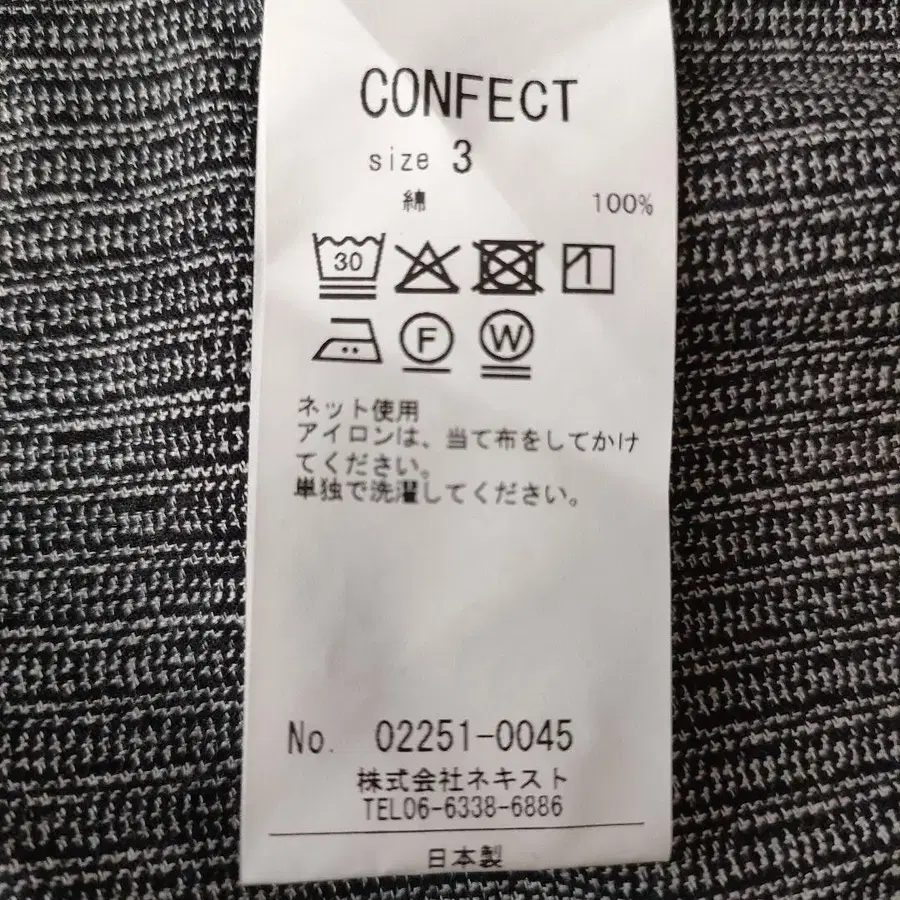 CONFECT
size 3
綿 100%
30
F W
ネット使用
アイロンは、当て布をしてかけ
てください。
単独で洗濯してください。
No. 02251-0045
株式会社ネキスト
TEL06-6338-6886
日本製